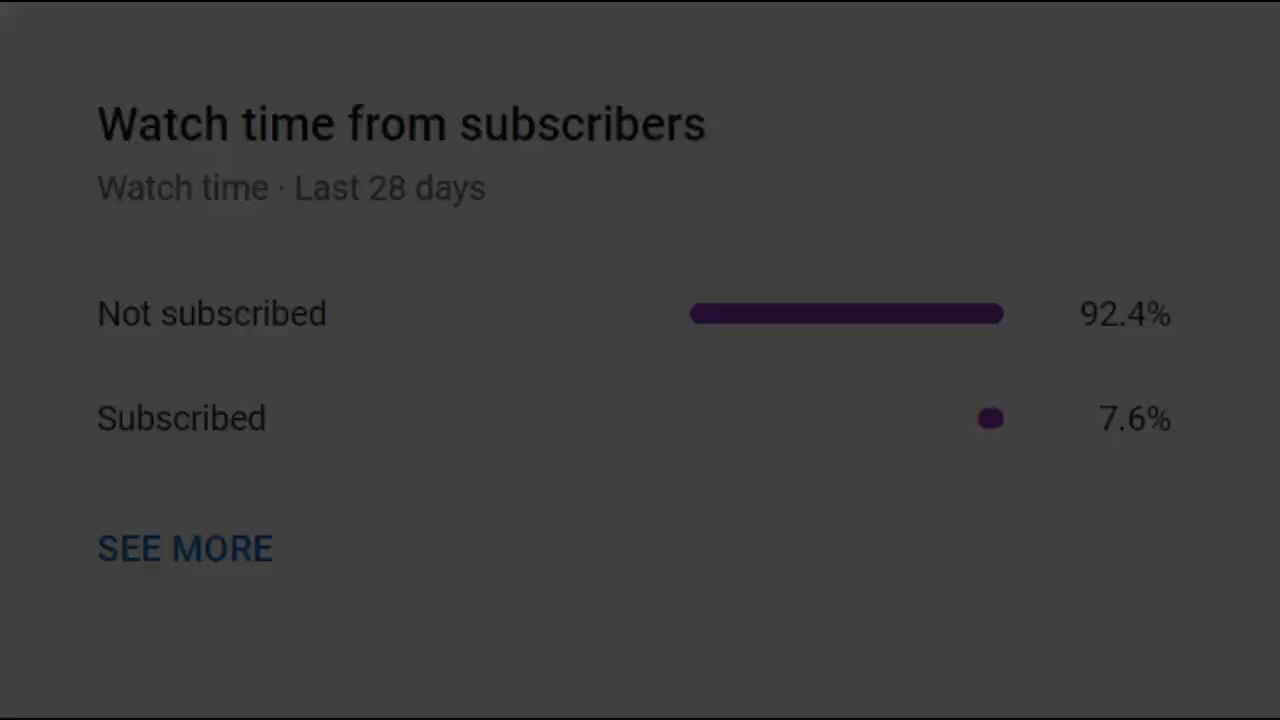 Watch time from subscribers
Watch time · Last 28 days
Not subscribed 92.4%
Subscribed 7.6%
SEE MORE